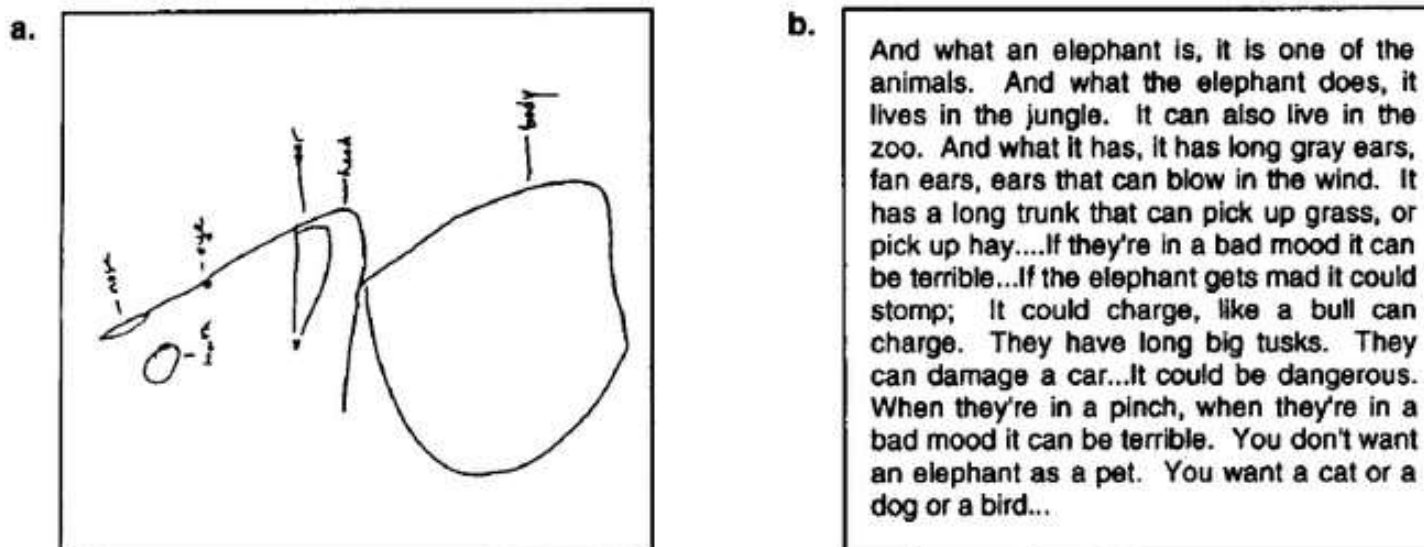 a.
body
ear
head
eye
nose
mouth
b.
And what an elephant is, it is one of the
animals. And what the elephant does, it
lives in the jungle. It can also live in the
zoo. And what it has, it has long gray ears,
fan ears, ears that can blow in the wind. It
has a long trunk that can pick up grass, or
pick up hay....If they're in a bad mood it can
be terrible...If the elephant gets mad it could
stomp; It could charge, like a bull can
charge. They have long big tusks. They
can damage a car...It could be dangerous.
When they're in a pinch, when they're in a
bad mood it can be terrible. You don't want
an elephant as a pet. You want a cat or a
dog or a bird...